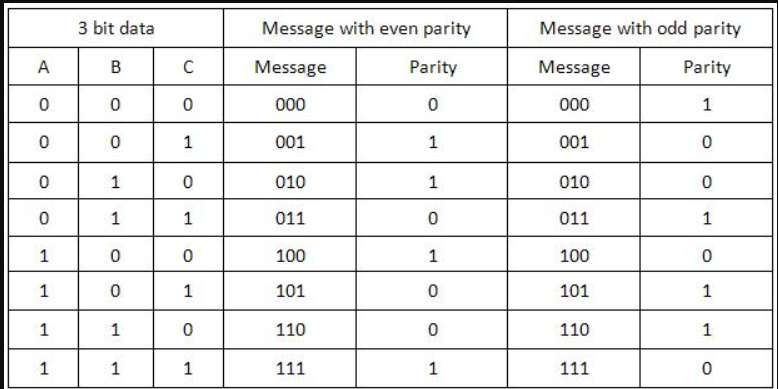 3 bit data Message with even parity Message with odd parity
A B C Message Parity Message Parity
0 0 0 000 0 000 1
0 0 1 001 1 001 0
0 1 0 010 1 010 0
0 1 1 011 0 011 1
1 0 0 100 1 100 0
1 0 1 101 0 101 1
1 1 0 110 0 110 1
1 1 1 111 1 111 0